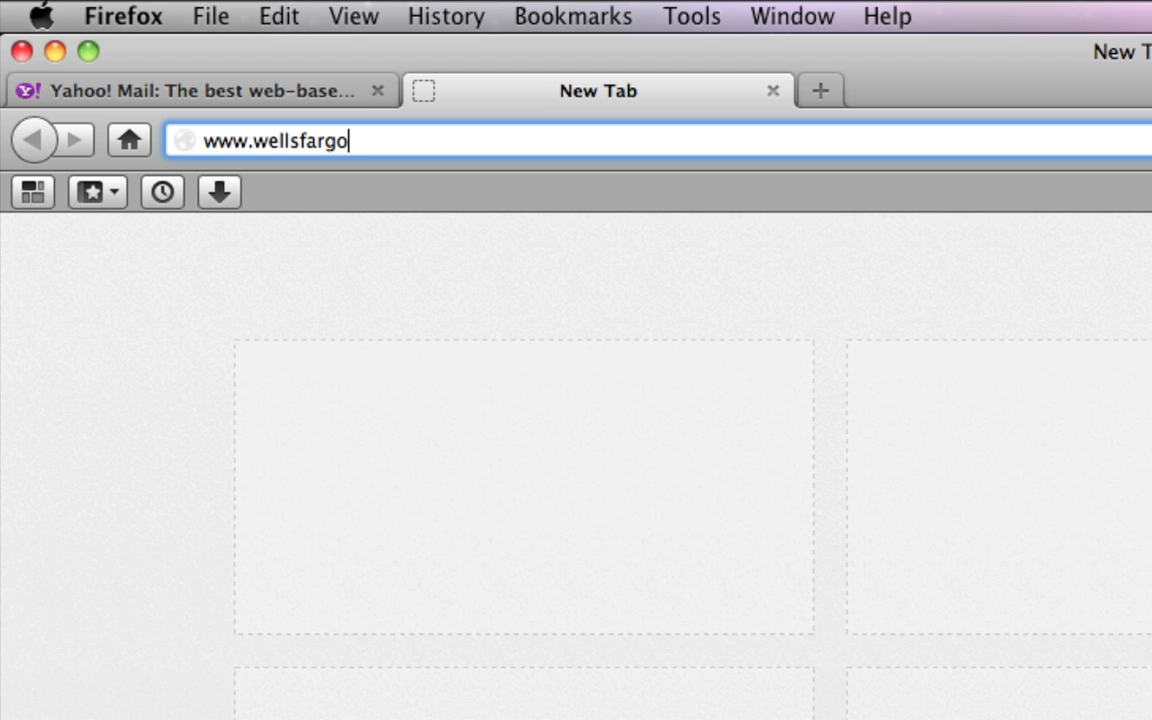 Firefox File Edit View History Bookmarks Tools Window Help
New T
Y! Yahoo! Mail: The best web-base... New Tab
www.wellsfargo